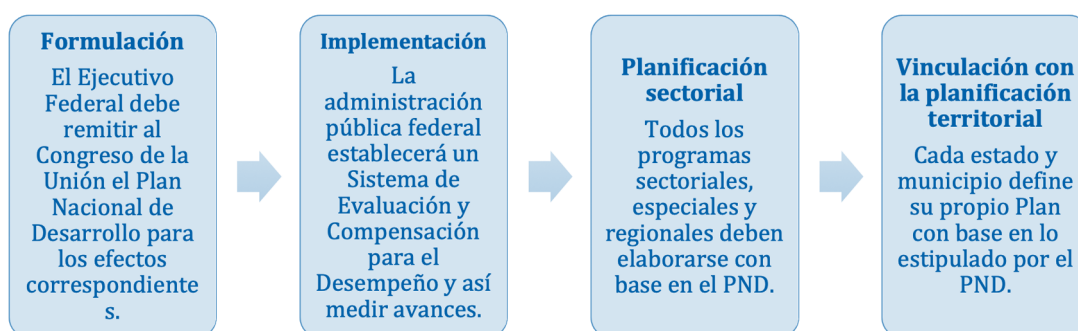 Formulación
El Ejecutivo
Federal debe
remitir al
Congreso de la
Unión el Plan
Nacional de
Desarrollo para
los efectos
correspondiente
s.
Implementación
La
administración
pública federal
establecerá un
Sistema de
Evaluación y
Compensación
para el
Desempeño y así
medir avances.
Planificación
sectorial
Todos los
programas
sectoriales,
especiales y
regionales deben
elaborarse con
base en el PND.
Vinculación con
la planificación
territorial
Cada estado y
municipio define
su propio Plan
con base en lo
estipulado por el
PND.